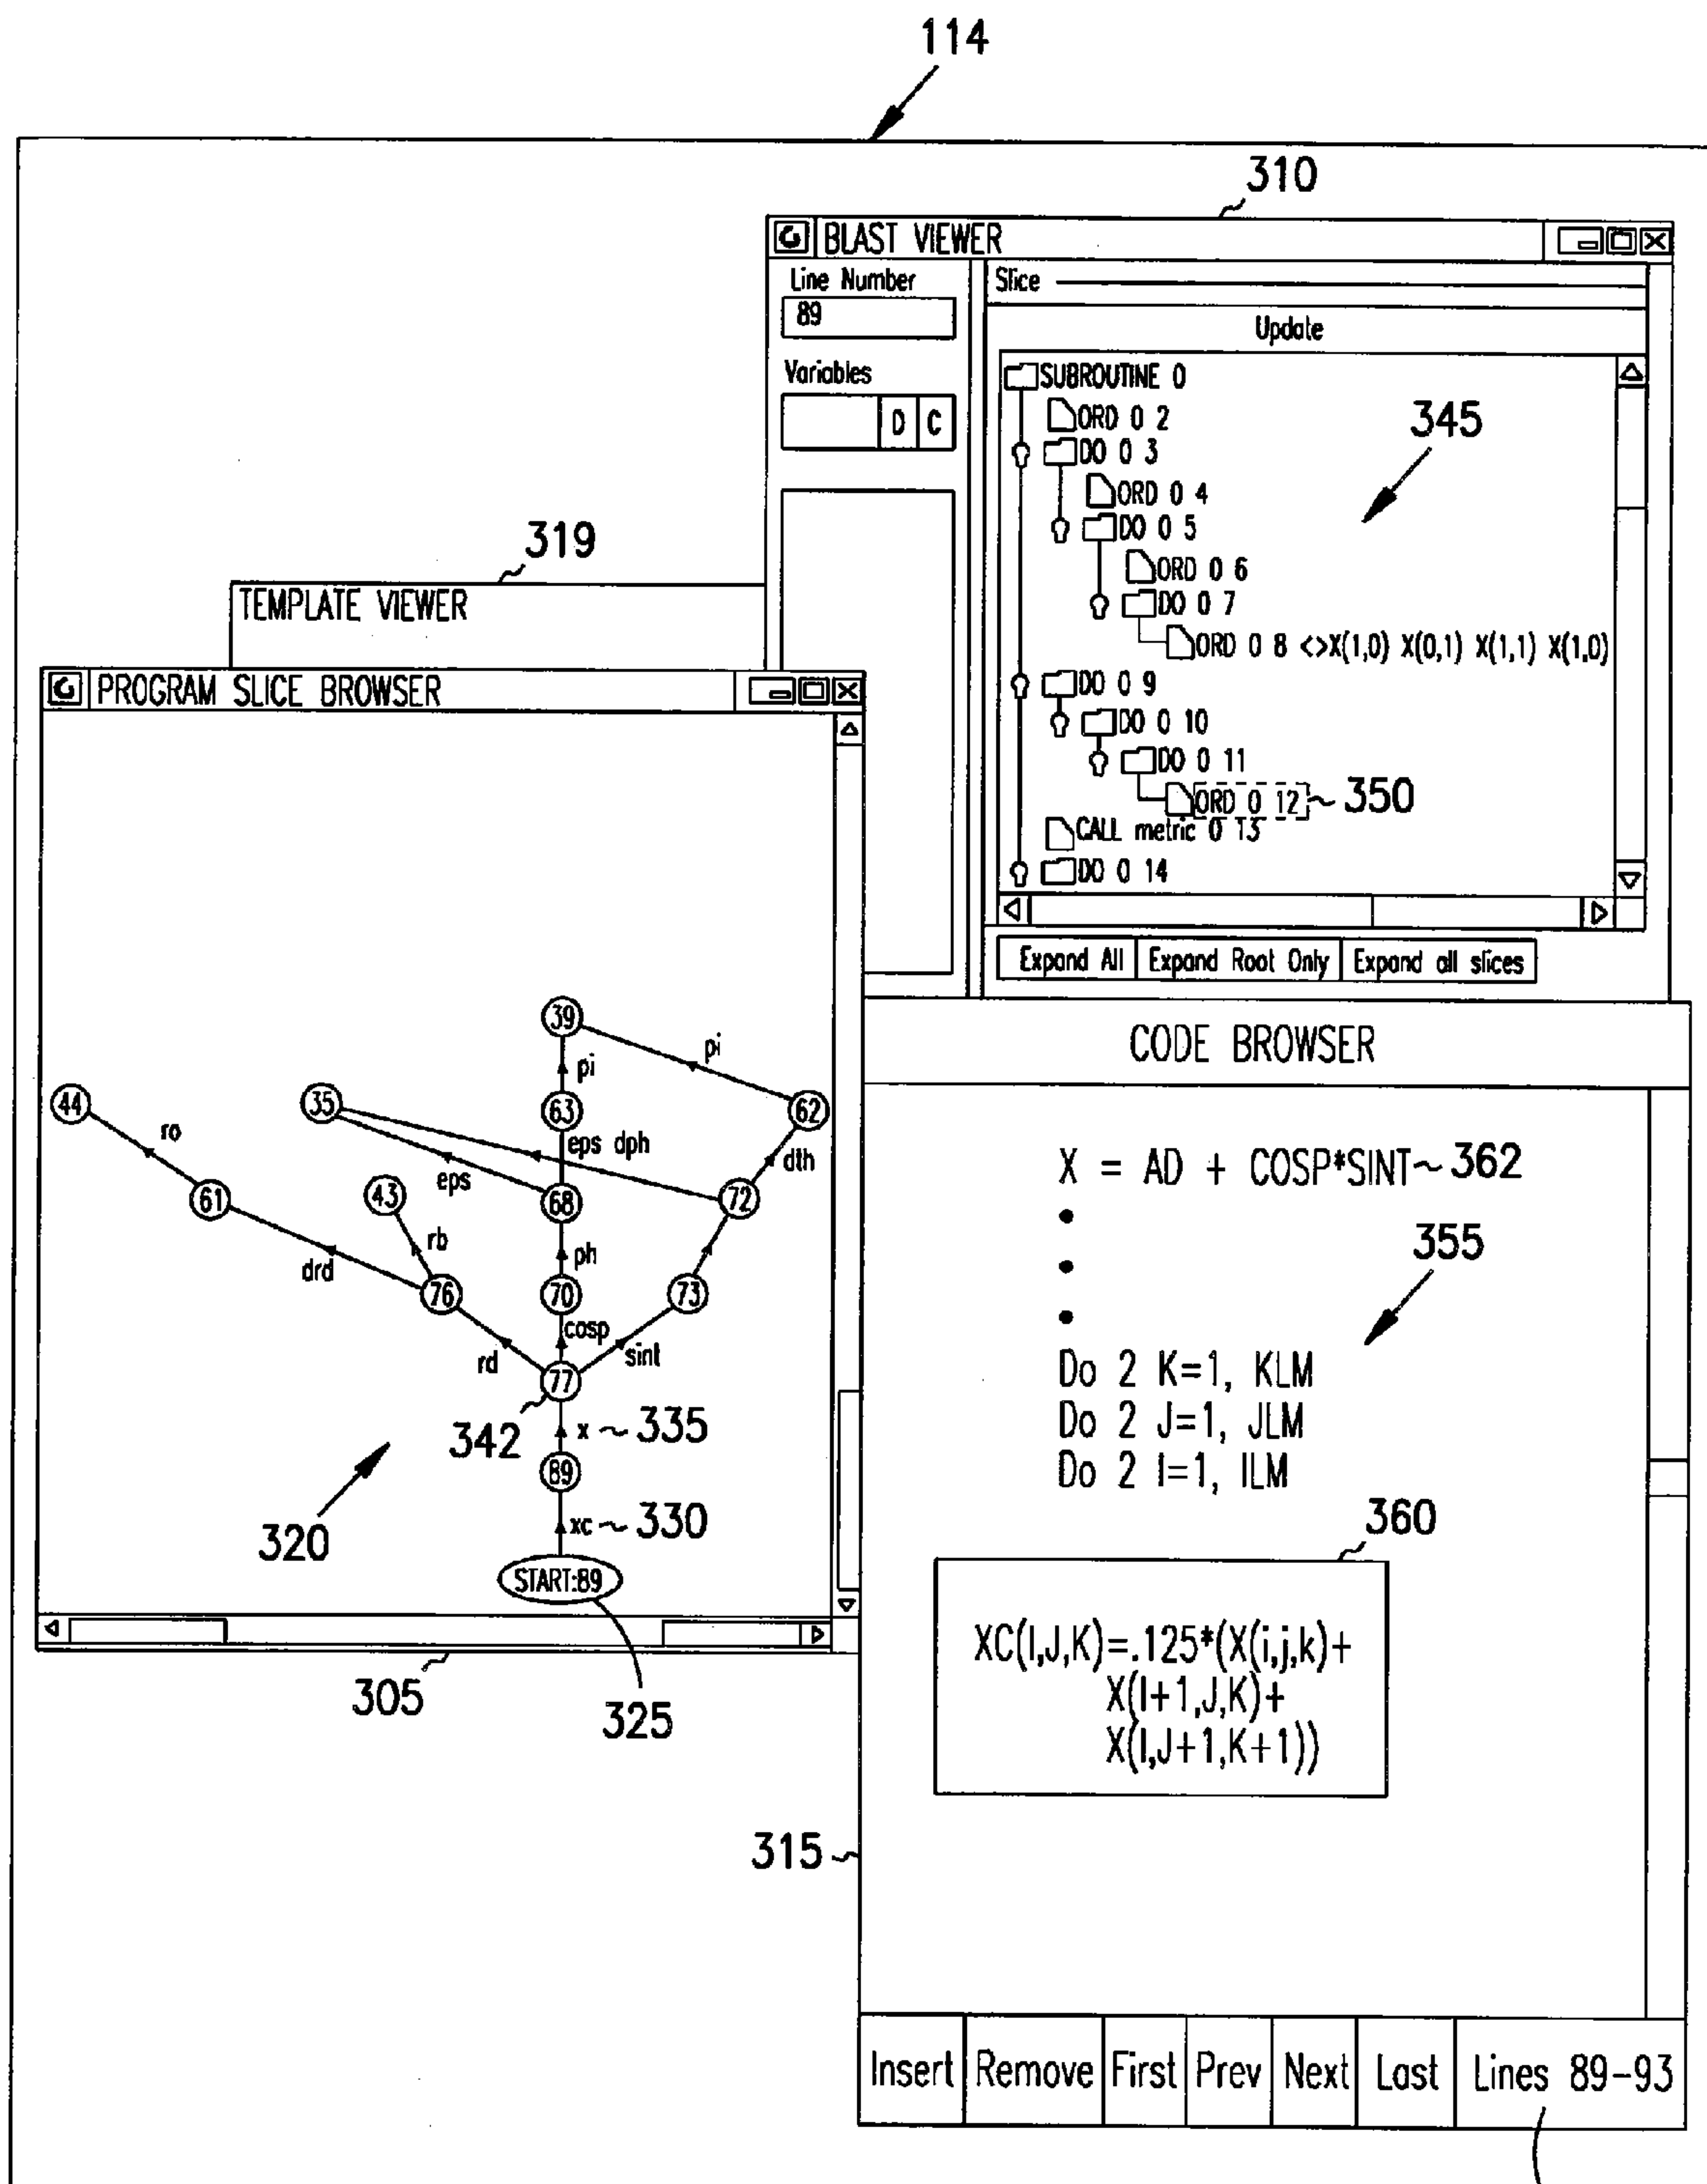 114
310
BLAST VIEWER
Line Number
89
Variables
D C
Slice
Update
SUBROUTINE 0
ORD 0 2
DO 0 3
ORD 0 4
DO 0 5
ORD 0 6
DO 0 7
ORD 0 8 <>X(1,0) X(0,1) X(1,1) X(1,0)
DO 0 9
DO 0 10
DO 0 11
ORD 0 12
CALL metric 0 13
DO 0 14
345
350
Expand All
Expand Root Only
Expand all slices
319
TEMPLATE VIEWER
G PROGRAM SLICE BROWSER
39
pi
pi
44
35
63
62
ro
eps dph
eps
dth
61
43
68
72
drd
rb
ph
76
70
73
rd
cosp
sint
77
342
x
335
89
320
xc
330
START:89
305
325
CODE BROWSER
X = AD + COSP*SINT
362
355
Do 2 K=1, KLM
Do 2 J=1, JLM
Do 2 I=1, ILM
360
XC(I,J,K)=.125*(X(i,j,k)+
X(I+1,J,K)+
X(I,J+1,K+1))
315
Insert
Remove
First
Prev
Next
Last
Lines 89-93